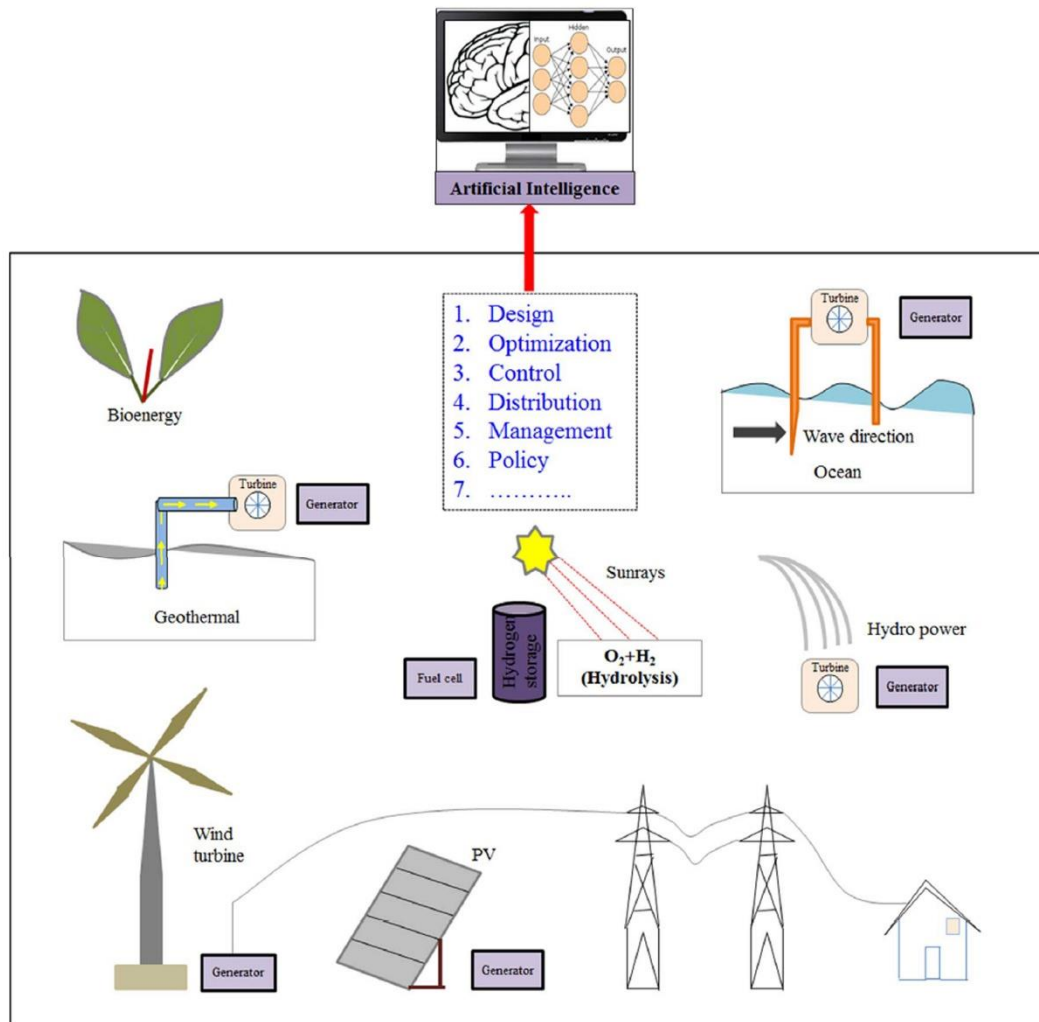 Input
Hidden
Output
Artificial Intelligence
1. Design
2. Optimization
3. Control
4. Distribution
5. Management
6. Policy
7. ………..
Bioenergy
Turbine
Generator
Wave direction
Ocean
Turbine
Generator
Geothermal
Sunrays
Hydrogen
storage
Fuel cell
O₂+H₂
(Hydrolysis)
Hydro power
Turbine
Generator
Wind
turbine
Generator
PV
Generator